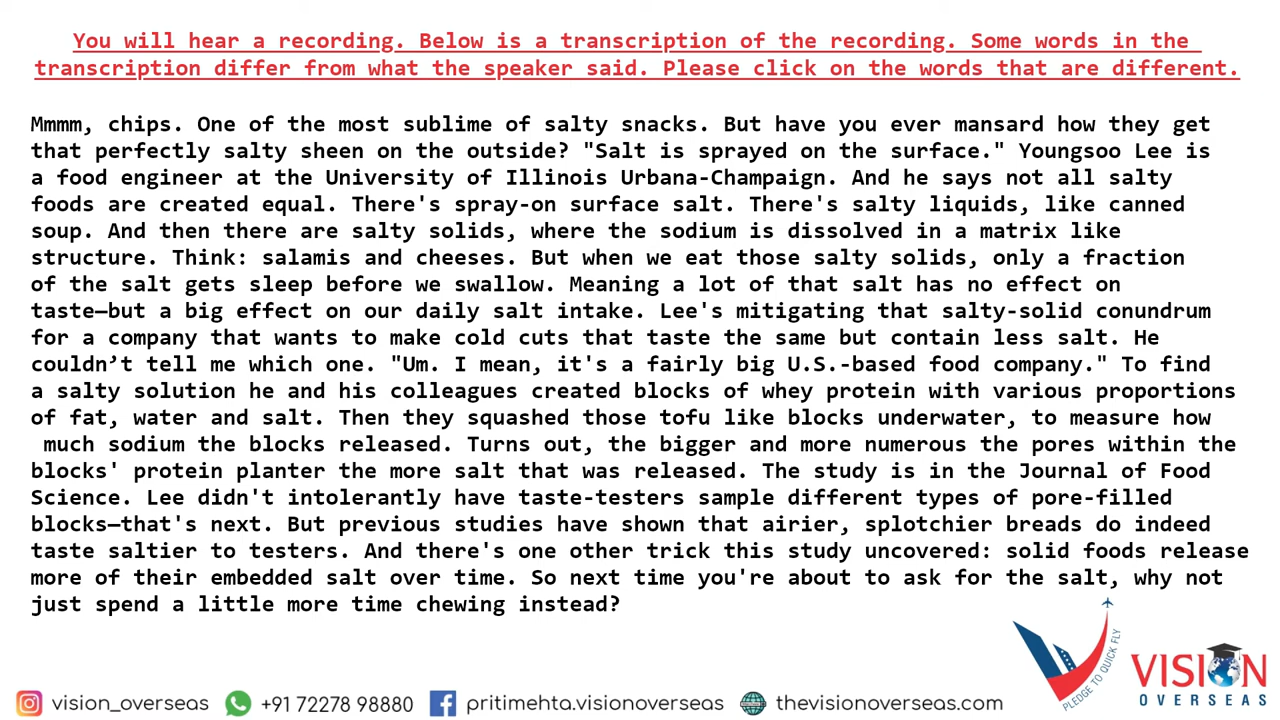 You will hear a recording. Below is a transcription of the recording. Some words in the
transcription differ from what the speaker said. Please click on the words that are different.
Mmmm, chips. One of the most sublime of salty snacks. But have you ever mansard how they get
that perfectly salty sheen on the outside? "Salt is sprayed on the surface." Youngsoo Lee is
a food engineer at the University of Illinois Urbana-Champaign. And he says not all salty
foods are created equal. There's spray-on surface salt. There's salty liquids, like canned
soup. And then there are salty solids, where the sodium is dissolved in a matrix like
structure. Think: salamis and cheeses. But when we eat those salty solids, only a fraction
of the salt gets sleep before we swallow. Meaning a lot of that salt has no effect on
taste—but a big effect on our daily salt intake. Lee's mitigating that salty-solid conundrum
for a company that wants to make cold cuts that taste the same but contain less salt. He
couldn’t tell me which one. "Um. I mean, it's a fairly big U.S.-based food company." To find
a salty solution he and his colleagues created blocks of whey protein with various proportions
of fat, water and salt. Then they squashed those tofu like blocks underwater, to measure how
much sodium the blocks released. Turns out, the bigger and more numerous the pores within the
blocks' protein planter the more salt that was released. The study is in the Journal of Food
Science. Lee didn't intolerantly have taste-testers sample different types of pore-filled
blocks—that's next. But previous studies have shown that airier, splotchier breads do indeed
taste saltier to testers. And there's one other trick this study uncovered: solid foods release
more of their embedded salt over time. So next time you're about to ask for the salt, why not
just spend a little more time chewing instead?
PLEDGE TO QUICK FLY
VISION
OVERSEAS
vision_overseas +91 72278 98880 pritimehta.visionoverseas thevisionoverseas.com